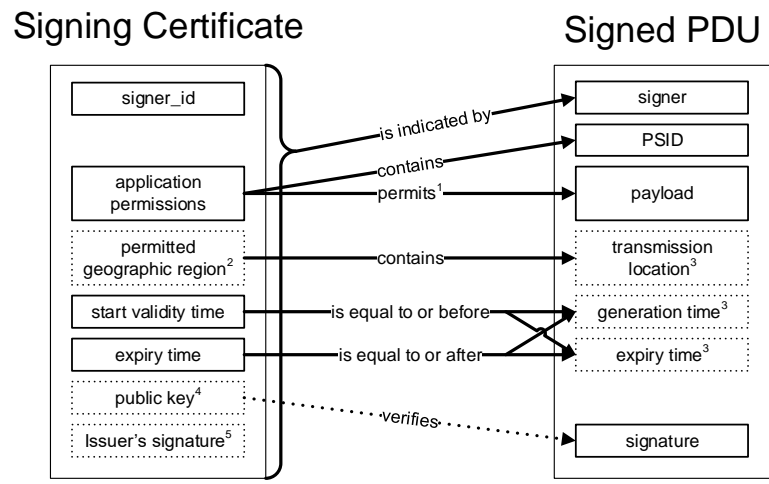 Signing Certificate
Signed PDU
signer_id
application
permissions
permitted
geographic region²
start validity time
expiry time
public key⁴
Issuer's signature⁵
is indicated by
contains
permits¹
contains
is equal to or before
is equal to or after
verifies
signer
PSID
payload
transmission
location³
generation time³
expiry time³
signature